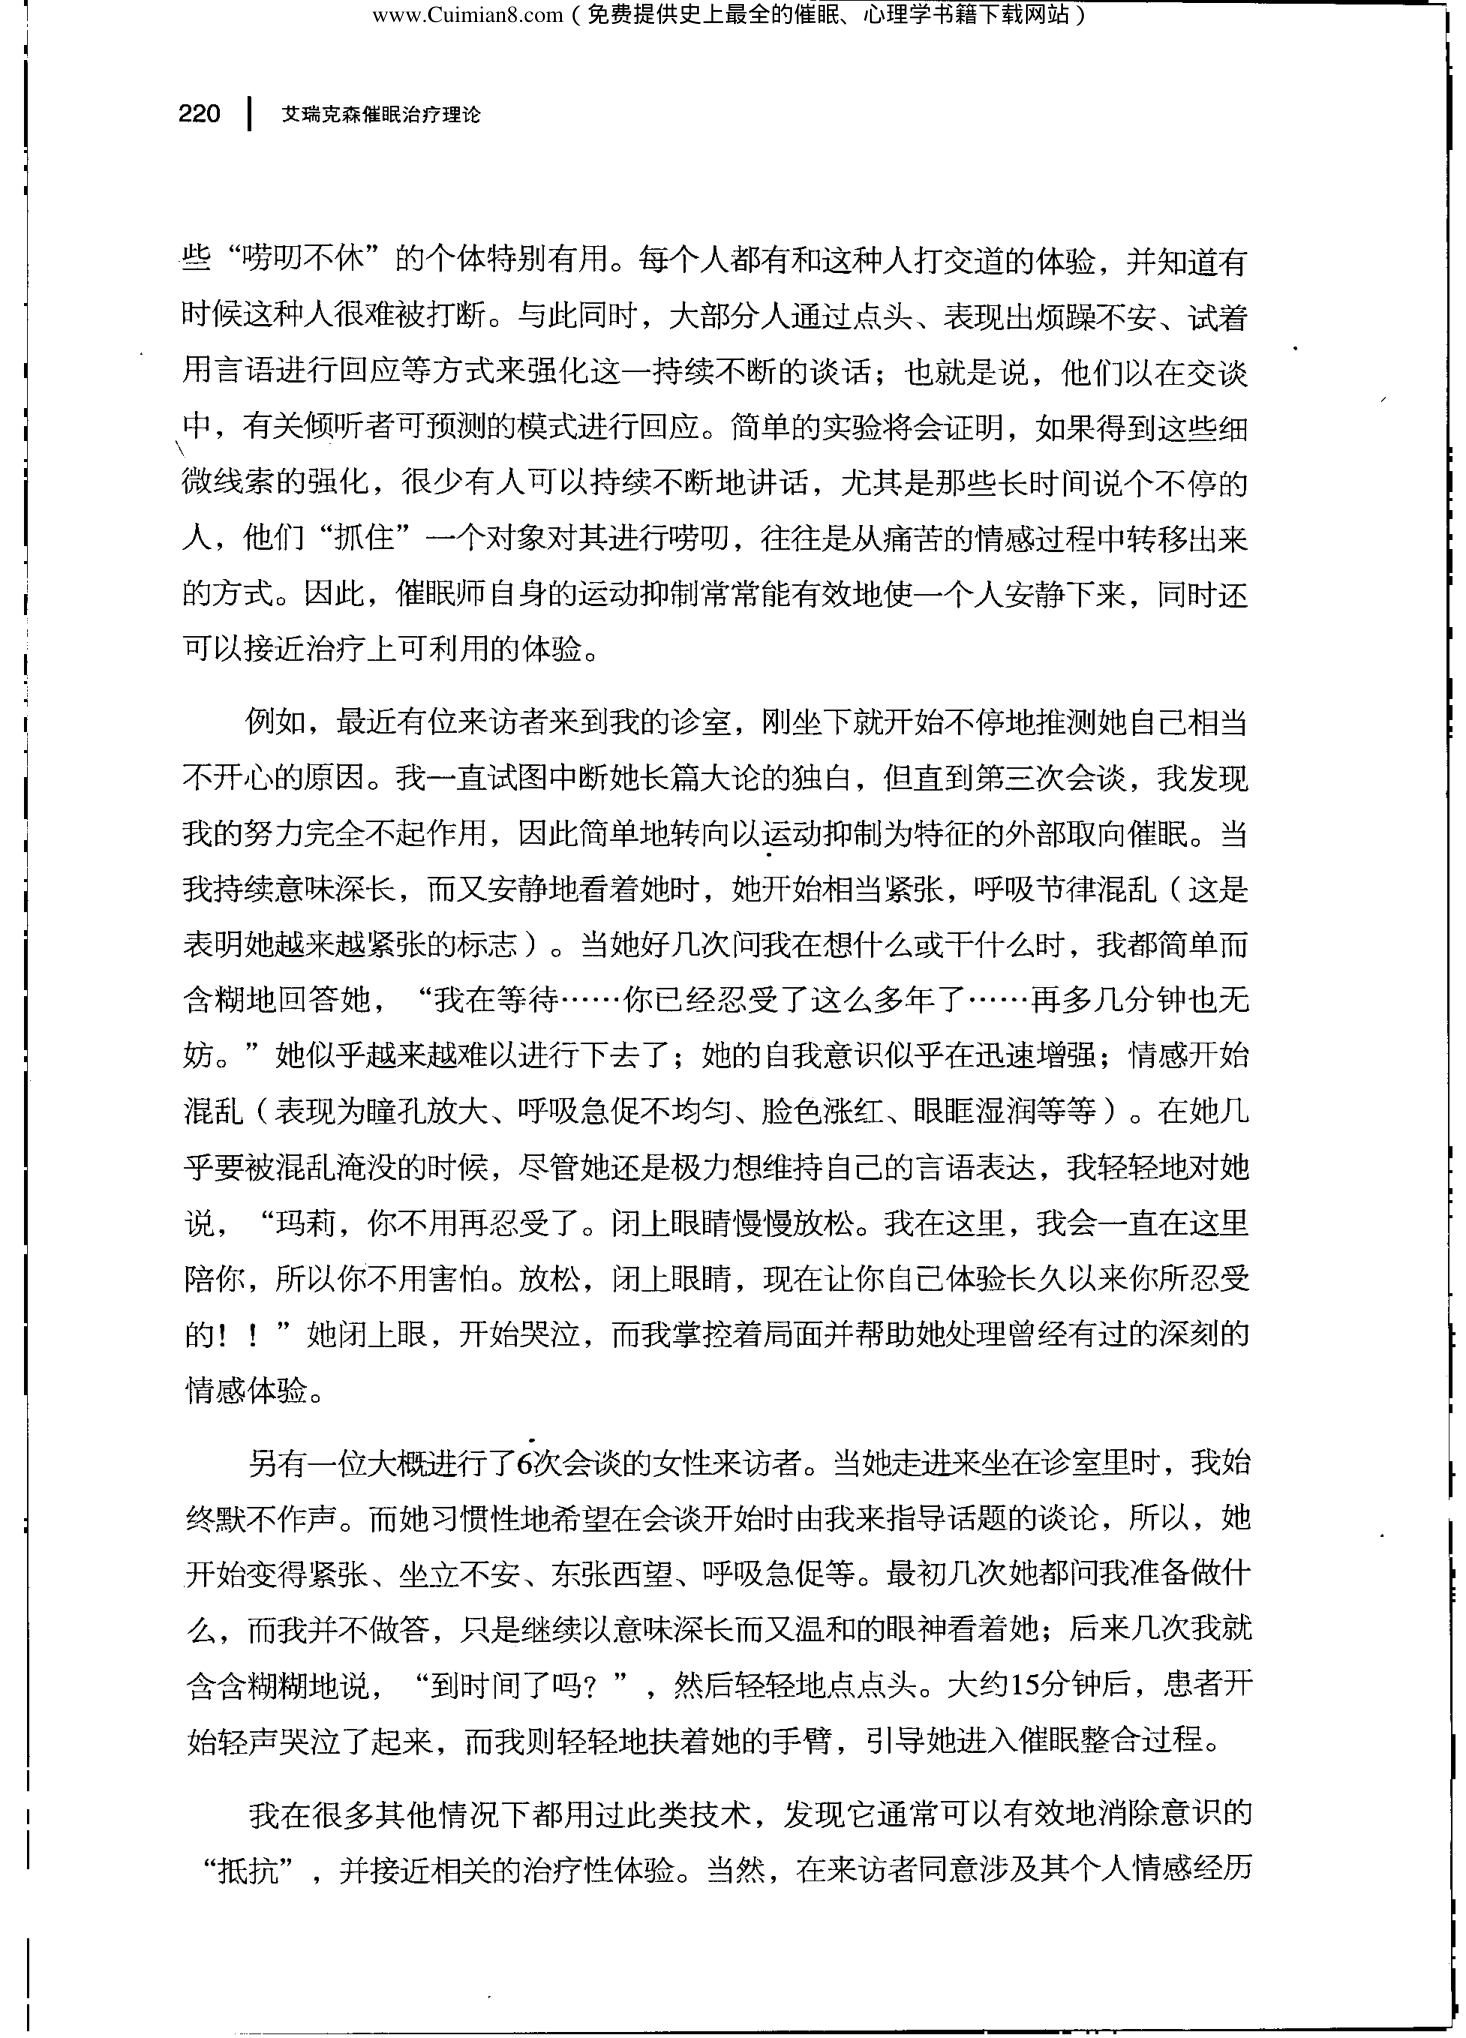 www.Cuimian8.com（免费提供史上最全的催眠、心理学书籍下载网站）
220 艾瑞克森催眠治疗理论
些“唠叨不休”的个体特别有用。每个人都有和这种人打交道的体验，并知道有
时候这种人很难被打断。与此同时，大部分人通过点头、表现出烦躁不安、试着
用言语进行回应等方式来强化这一持续不断的谈话；也就是说，他们以在交谈
中，有关倾听者可预测的模式进行回应。简单的实验将会证明，如果得到这些细
微线索的强化，很少有人可以持续不断地讲话，尤其是那些长时间说个不停的
人，他们“抓住”一个对象对其进行唠叨，往往是从痛苦的情感过程中转移出来
的方式。因此，催眠师自身的运动抑制常常能有效地使一个人安静下来，同时还
可以接近治疗上可利用的体验。
例如，最近有位来访者来到我的诊室，刚坐下就开始不停地推测她自己相当
不开心的原因。我一直试图中断她长篇大论的独白，但直到第三次会谈，我发现
我的努力完全不起作用，因此简单地转向以运动抑制为特征的外部取向催眠。当
我持续意味深长，而又安静地看着她时，她开始相当紧张，呼吸节律混乱（这是
表明她越来越紧张的标志）。当她好几次问我在想什么或干什么时，我都简单而
含糊地回答她，“我在等待……你已经忍受了这么多年了……再多几分钟也无
妨。”她似乎越来越难以进行下去了；她的自我意识似乎在迅速增强；情感开始
混乱（表现为瞳孔放大、呼吸急促不均匀、脸色涨红、眼眶湿润等等）。在她几
乎要被混乱淹没的时候，尽管她还是极力想维持自己的言语表达，我轻轻地对她
说，“玛莉，你不用再忍受了。闭上眼睛慢慢放松。我在这里，我会一直在这里
陪你，所以你不用害怕。放松，闭上眼睛，现在让你自己体验长久以来你所忍受
的！！”她闭上眼，开始哭泣，而我掌控着局面并帮助她处理曾经有过的深刻的
情感体验。
另有一位大概进行了6次会谈的女性来访者。当她走进来坐在诊室里时，我始
终默不作声。而她习惯性地希望在会谈开始时由我来指导话题的谈论，所以，她
开始变得紧张、坐立不安、东张西望、呼吸急促等。最初几次她都问我准备做什
么，而我并不做答，只是继续以意味深长而又温和的眼神看着她；后来几次我就
含含糊糊地说，“到时间了吗？”，然后轻轻地点点头。大约15分钟后，患者开
始轻声哭泣了起来，而我则轻轻地扶着她的手臂，引导她进入催眠整合过程。
我在很多其他情况下都用过此类技术，发现它通常可以有效地消除意识的
“抵抗”，并接近相关的治疗性体验。当然，在来访者同意涉及其个人情感经历